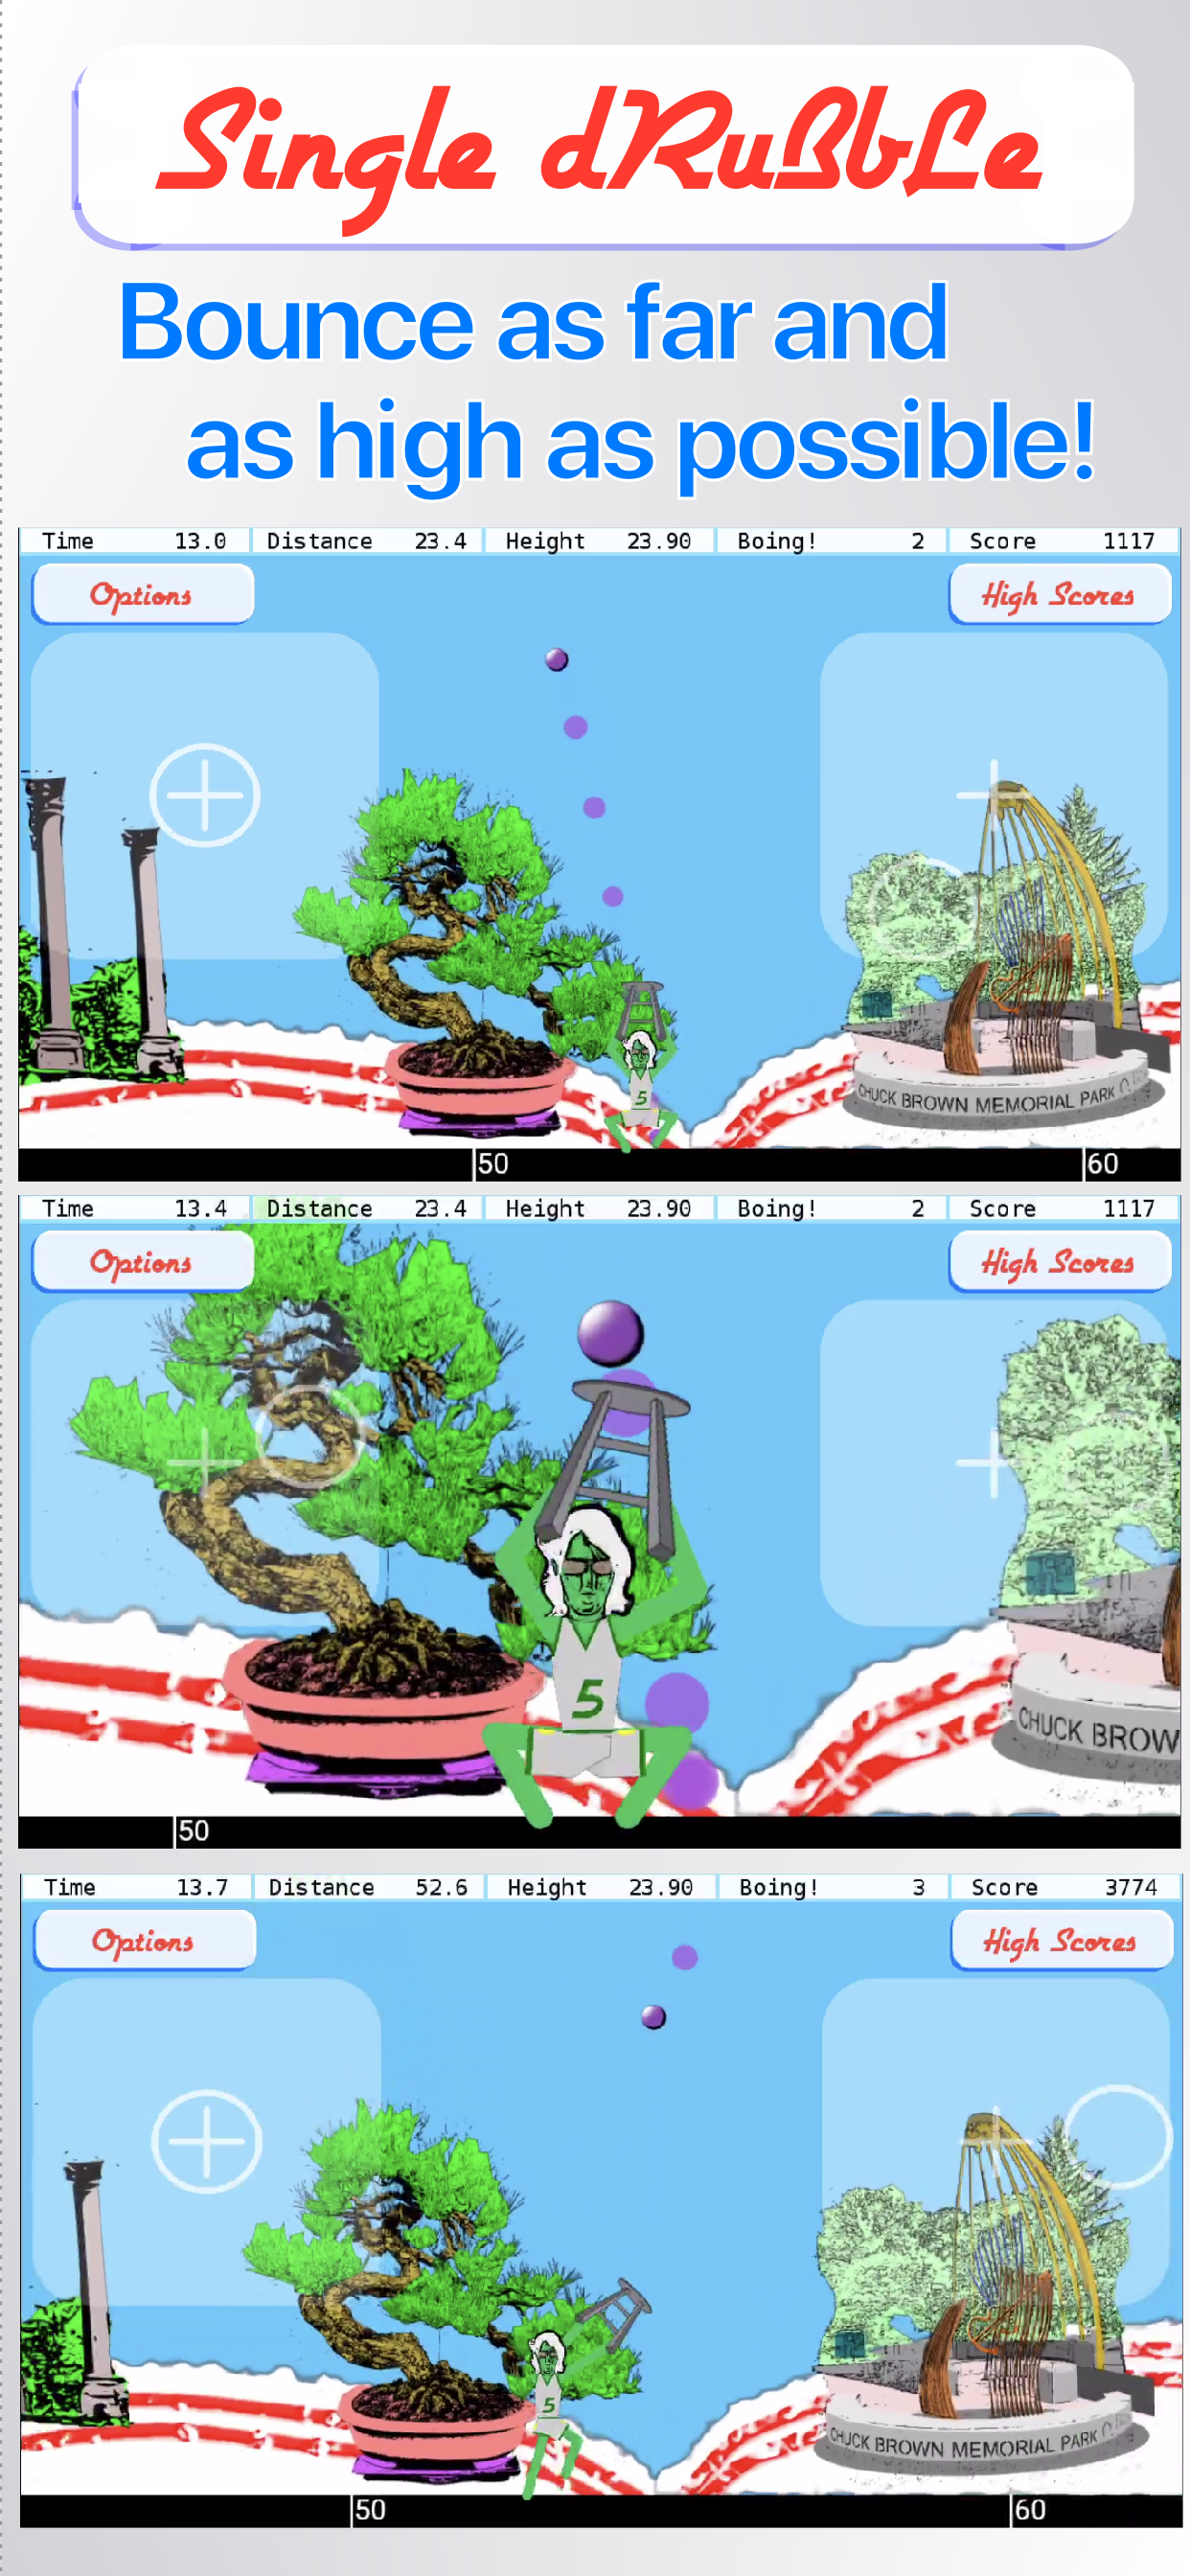 Single dRuBbLe
Bounce as far and
as high as possible!
Time 13.0 Distance 23.4 Height 23.90 Boing! 2 Score 1117
Options High Scores
5
CHUCK BROWN MEMORIAL PARK
50 60
Time 13.4 Distance 23.4 Height 23.90 Boing! 2 Score 1117
Options High Scores
5
CHUCK BROW
50
Time 13.7 Distance 52.6 Height 23.90 Boing! 3 Score 3774
Options High Scores
5
CHUCK BROWN MEMORIAL PARK
50 60